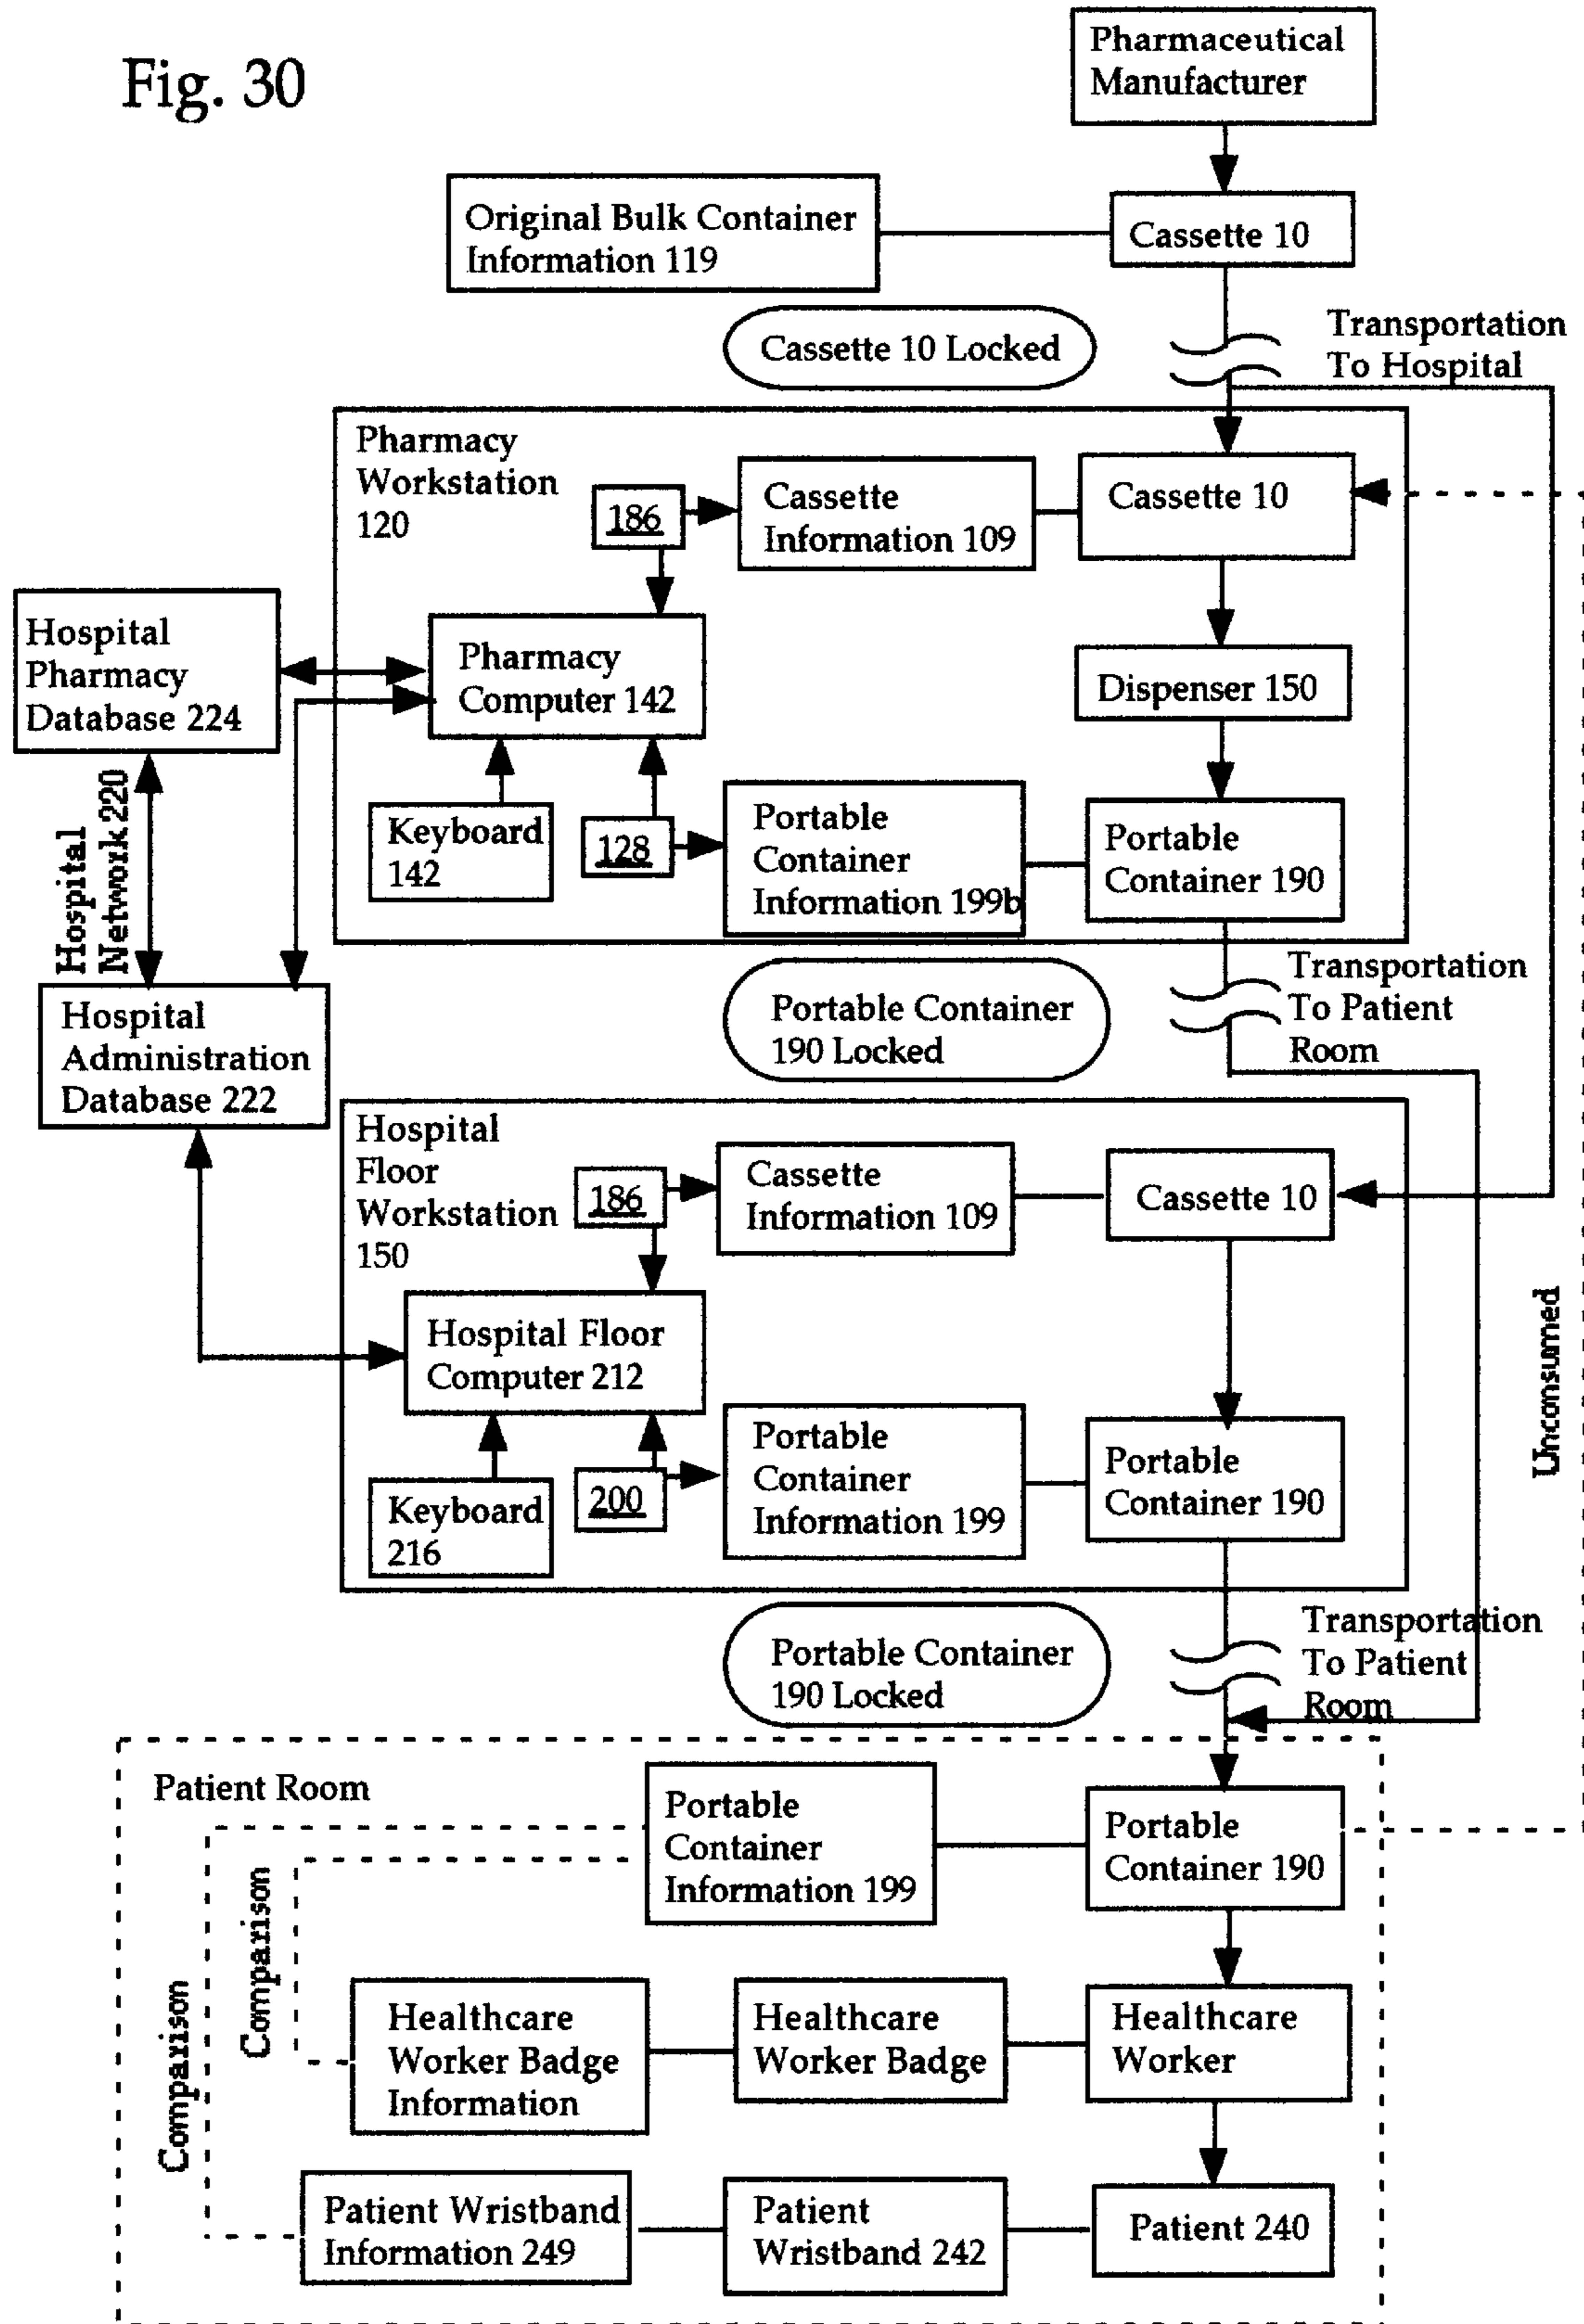 Fig. 30
Pharmaceutical
Manufacturer
Original Bulk Container
Information 119
Cassette 10
Cassette 10 Locked
Transportation
To Hospital
Pharmacy
Workstation
120
186
Cassette
Information 109
Cassette 10
Hospital
Pharmacy
Database 224
Pharmacy
Computer 142
Dispenser 150
Hospital
Network 220
Keyboard
142
128
Portable
Container
Information 199b
Portable
Container 190
Hospital
Administration
Database 222
Portable Container
190 Locked
Transportation
To Patient
Room
Hospital
Floor
Workstation
150
186
Cassette
Information 109
Cassette 10
Hospital Floor
Computer 212
Unconsumed
Keyboard
216
200
Portable
Container
Information 199
Portable
Container 190
Portable Container
190 Locked
Transportation
To Patient
Room
Patient Room
Portable
Container
Information 199
Portable
Container 190
Comparison
Comparison
Healthcare
Worker Badge
Information
Healthcare
Worker Badge
Healthcare
Worker
Patient Wristband
Information 249
Patient
Wristband 242
Patient 240